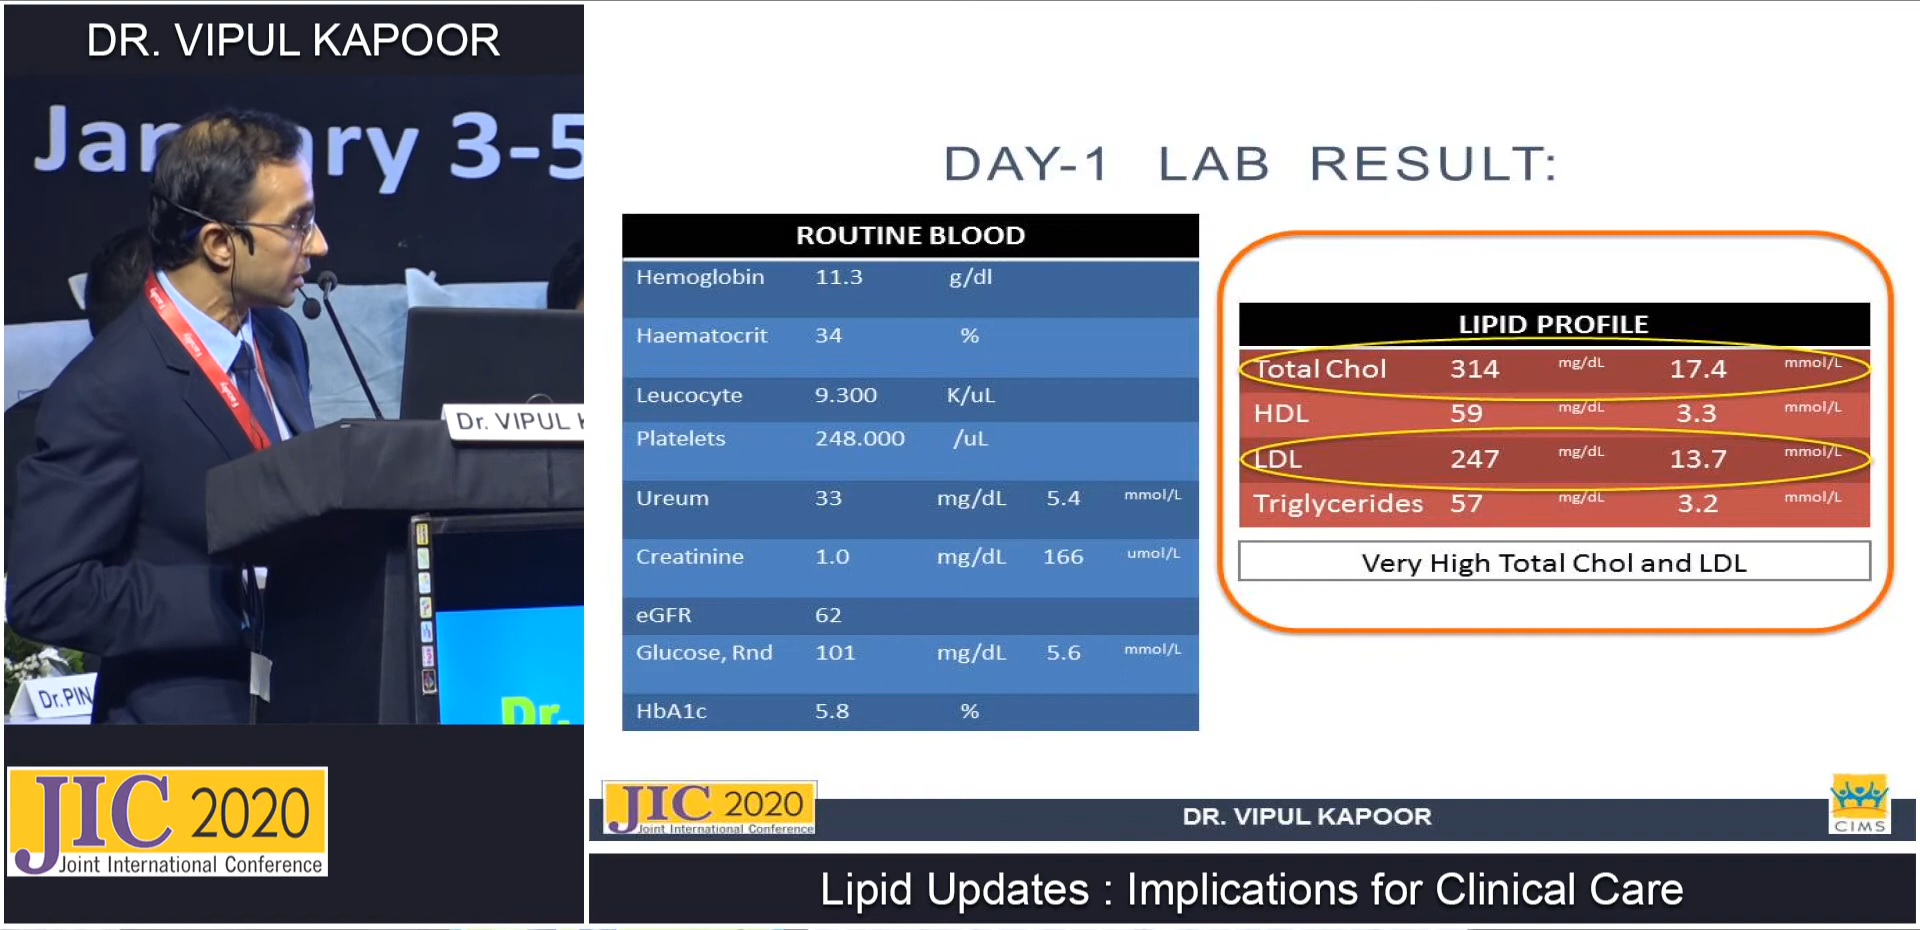 DR. VIPUL KAPOOR
January 3-5
Dr. VIPUL K
Faculty
Faculty
Faculty
Dr. PIN
Dr.
JIC 2020
Joint International Conference
DAY-1 LAB RESULT:
ROUTINE BLOOD
Hemoglobin 11.3 g/dl
Haematocrit 34 %
Leucocyte 9.300 K/uL
Platelets 248.000 /uL
Ureum 33 mg/dL 5.4 mmol/L
Creatinine 1.0 mg/dL 166 umol/L
eGFR 62
Glucose, Rnd 101 mg/dL 5.6 mmol/L
HbA1c 5.8 %
LIPID PROFILE
Total Chol 314 mg/dL 17.4 mmol/L
HDL 59 mg/dL 3.3 mmol/L
LDL 247 mg/dL 13.7 mmol/L
Triglycerides 57 mg/dL 3.2 mmol/L
Very High Total Chol and LDL
JIC 2020
Joint International Conference
DR. VIPUL KAPOOR
CIMS
Lipid Updates : Implications for Clinical Care